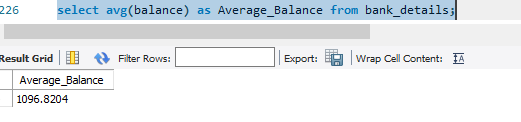 226 select avg(balance) as Average_Balance from bank_details;
Result Grid Filter Rows: Export: Wrap Cell Content: IA
Average_Balance
1096.8204